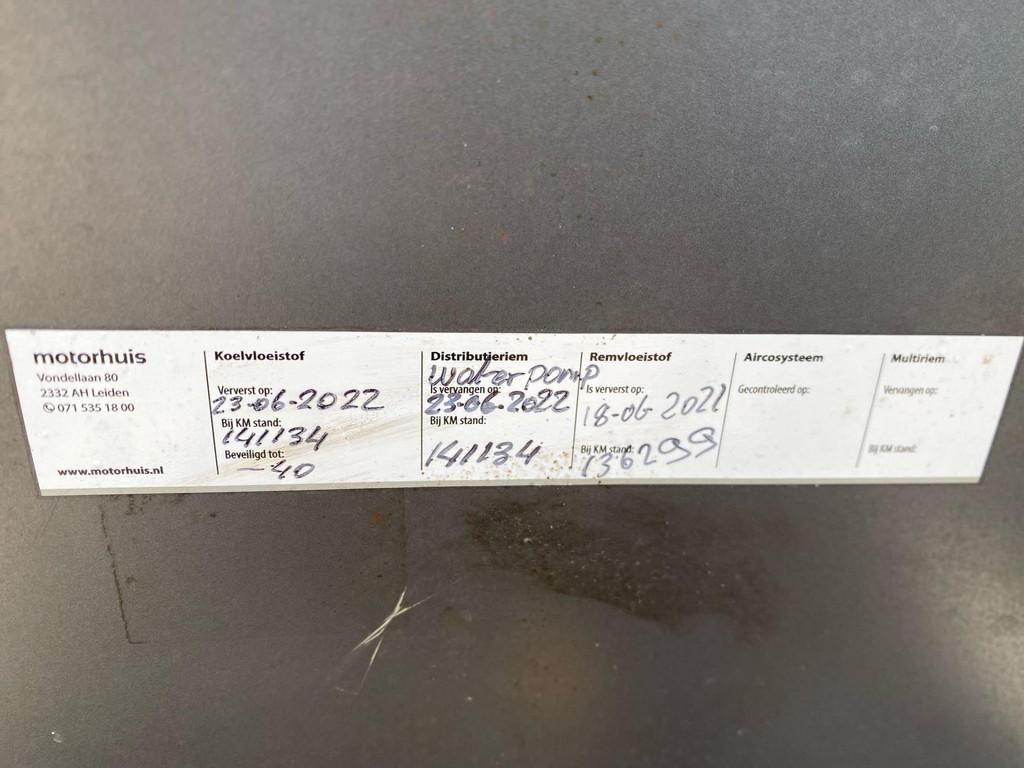 motorhuis
Vondellaan 80
2332 AH Leiden
071 535 18 00
www.motorhuis.nl
Koelvloeistof
Ververst op:
23-06-2022
Bij KM stand:
141134
Beveiligd tot:
-40
Distributieriem
waterpomp
Is vervangen op:
23-06-2022
Bij KM stand:
141134
Remvloeistof
Is ververst op:
18-06-2021
Bij KM stand:
136299
Aircosysteem
Gecontroleerd op:
Multiriem
Vervangen op:
Bij KM stand: